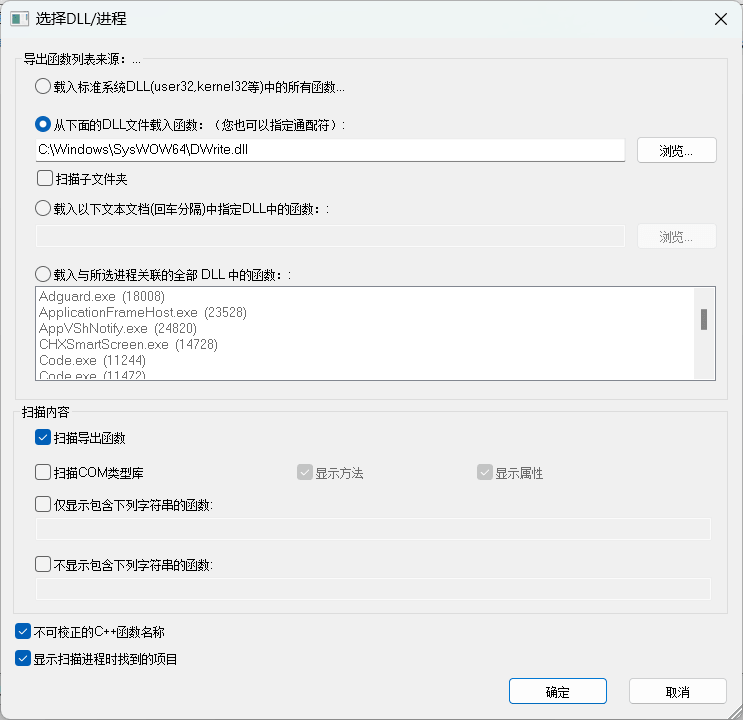 选择DLL/进程
导出函数列表来源：...
载入标准系统DLL(user32,kernel32等)中的所有函数...
从下面的DLL文件载入函数：（您也可以指定通配符）:
C:\Windows\SysWOW64\DWrite.dll
浏览...
扫描子文件夹
载入以下文本文档(回车分隔)中指定DLL中的函数：:
浏览...
载入与所选进程关联的全部 DLL 中的函数：:
Adguard.exe (18008)
ApplicationFrameHost.exe (23528)
AppVShNotify.exe (24820)
CHXSmartScreen.exe (14728)
Code.exe (11244)
Code.exe (11472)
扫描内容
扫描导出函数
扫描COM类型库 显示方法 显示属性
仅显示包含下列字符串的函数:
不显示包含下列字符串的函数:
不可校正的C++函数名称
显示扫描进程时找到的项目
确定 取消